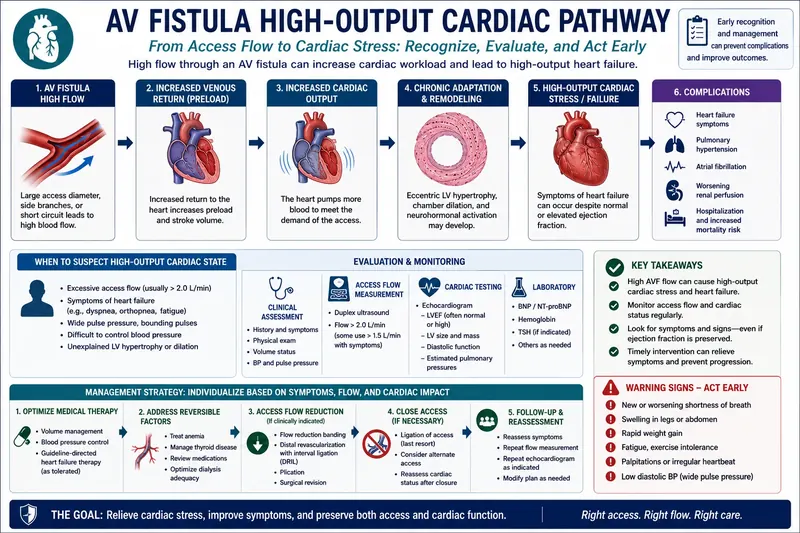 AV FISTULA HIGH-OUTPUT CARDIAC PATHWAY
From Access Flow to Cardiac Stress: Recognize, Evaluate, and Act Early
High flow through an AV fistula can increase cardiac workload and lead to high-output heart failure.
Early recognition
and management
can prevent complications
and improve outcomes.
1. AV FISTULA
HIGH FLOW
Large access diameter,
side branches, or
short circuit leads to
high blood flow.
2. INCREASED VENOUS
RETURN (PRELOAD)
Increased return to the
heart increases preload
and stroke volume.
3. INCREASED CARDIAC
OUTPUT
The heart pumps more
blood to meet the
demand of the access.
4. CHRONIC ADAPTATION
& REMODELING
Eccentric LV hypertrophy,
chamber dilation, and
neurohormonal activation
may develop.
5. HIGH-OUTPUT CARDIAC
STRESS / FAILURE
Symptoms of heart failure
can occur despite normal
or elevated ejection
fraction.
6. COMPLICATIONS
Heart failure
symptoms
Pulmonary
hypertension
Atrial fibrillation
Worsening
renal perfusion
Hospitalization
and increased
mortality risk
WHEN TO SUSPECT HIGH-OUTPUT CARDIAC STATE
• Excessive access flow (usually > 2.0 L/min)
• Symptoms of heart failure
(e.g., dyspnea, orthopnea, fatigue)
• Wide pulse pressure, bounding pulses
• Difficult to control blood pressure
• Unexplained LV hypertrophy or dilation
EVALUATION & MONITORING
CLINICAL
ASSESSMENT
• History and symptoms
• Physical exam
• Volume status
• BP and pulse pressure
ACCESS FLOW
MEASUREMENT
• Duplex ultrasound
• Flow > 2.0 L/min
(some use > 1.5 L/min
with symptoms)
CARDIAC TESTING
• Echocardiogram
- LVEF (often normal
or high)
- LV size and mass
- Diastolic function
- Estimated pulmonary
pressures
LABORATORY
• BNP / NT-proBNP
• Hemoglobin
• TSH (if indicated)
• Others as needed
KEY TAKEAWAYS
High AVF flow can cause high-output
cardiac stress and heart failure.
Monitor access flow and cardiac
status regularly.
Look for symptoms and signs—even if
ejection fraction is preserved.
Timely intervention can relieve
symptoms and prevent progression.
MANAGEMENT STRATEGY: INDIVIDUALIZE BASED ON SYMPTOMS, FLOW, AND CARDIAC IMPACT
1. OPTIMIZE MEDICAL THERAPY
• Volume management
• Blood pressure control
• Guideline-directed
heart failure therapy
(as tolerated)
2. ADDRESS REVERSIBLE
FACTORS
• Treat anemia
• Manage thyroid disease
• Review medications
• Optimize dialysis
adequacy
3. ACCESS FLOW REDUCTION
(If clinically indicated)
• Flow reduction banding
• Distal revascularization
with interval ligation
(DRIL)
• Plication
• Surgical revision
4. CLOSE ACCESS
(IF NECESSARY)
• Ligation of access
(last resort)
• Consider alternate
access
• Reassess cardiac
status after closure
5. FOLLOW-UP &
REASSESSMENT
• Reassess symptoms
• Repeat flow measurement
• Repeat echocardiogram
as indicated
• Modify plan as needed
WARNING SIGNS – ACT EARLY
New or worsening shortness of breath
Swelling in legs or abdomen
Rapid weight gain
Fatigue, exercise intolerance
Palpitations or irregular heartbeat
Low diastolic BP (wide pulse pressure)
THE GOAL: Relieve cardiac stress, improve symptoms, and preserve both access and cardiac function.
Right access. Right flow. Right care.